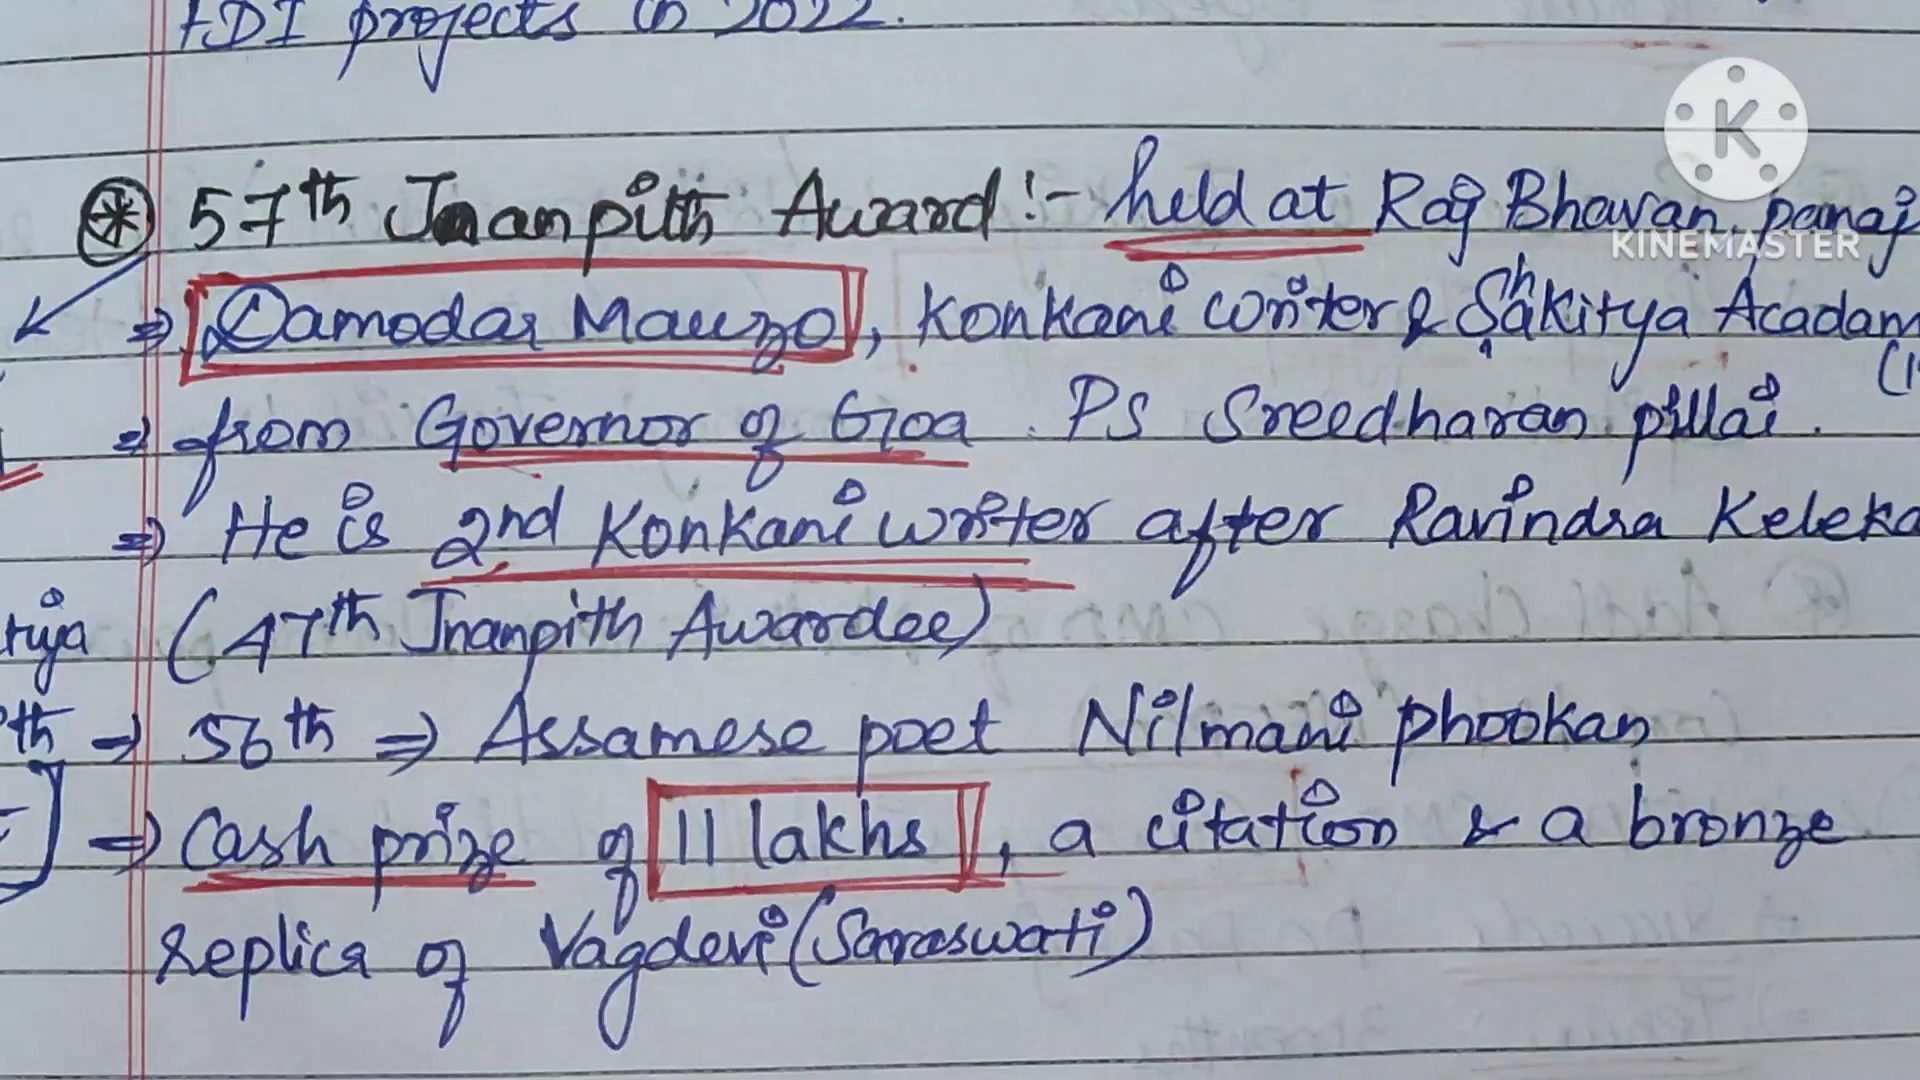 FDI projects in 2022.
57th Jnanpith Award :- held at Raj Bhavan, panaj
KINEMASTER
⇒ Damodar Mauzo, Konkani writer & Sahitya Acadam
⇒ from Governor of Goa. PS Sreedharan pillai.
⇒ He is 2nd Konkani writer after Ravindra Keleka
(47th Jnanpith Awardee)
→ 56th ⇒ Assamese poet Nilmani phookan
⇒ Cash prize of 11 lakhs, a citation & a bronze
replica of Vagdevi (Saraswati)